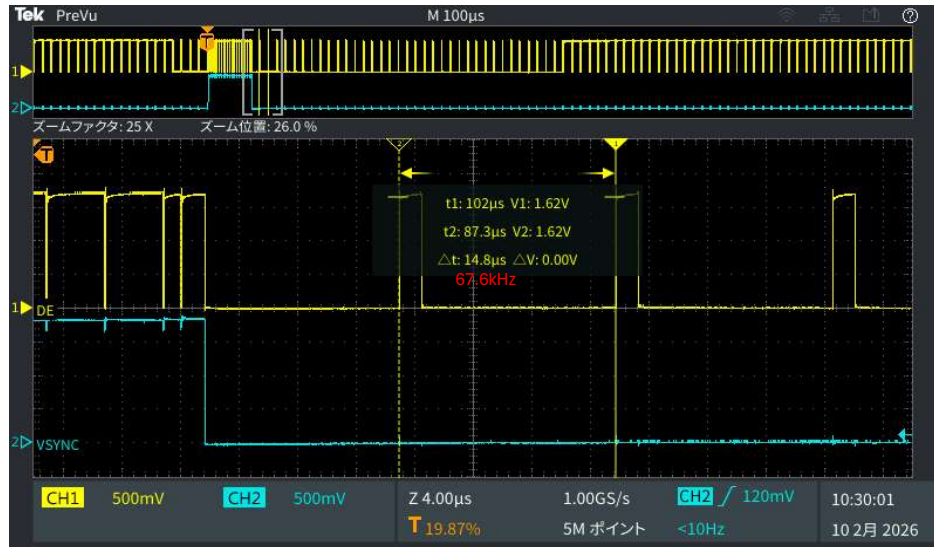 Tek PreVu M 100µs
T
1
2
ズームファクタ: 25 X ズーム位置: 26.0 %
T
2 1
t1: 102µs V1: 1.62V
t2: 87.3µs V2: 1.62V
△t: 14.8µs △V: 0.00V
67.6kHz
1 DE
2 VSYNC
CH1 500mV CH2 500mV Z 4.00µs 1.00GS/s CH2 120mV 10:30:01
T 19.87% 5M ポイント <10Hz 10 2月 2026